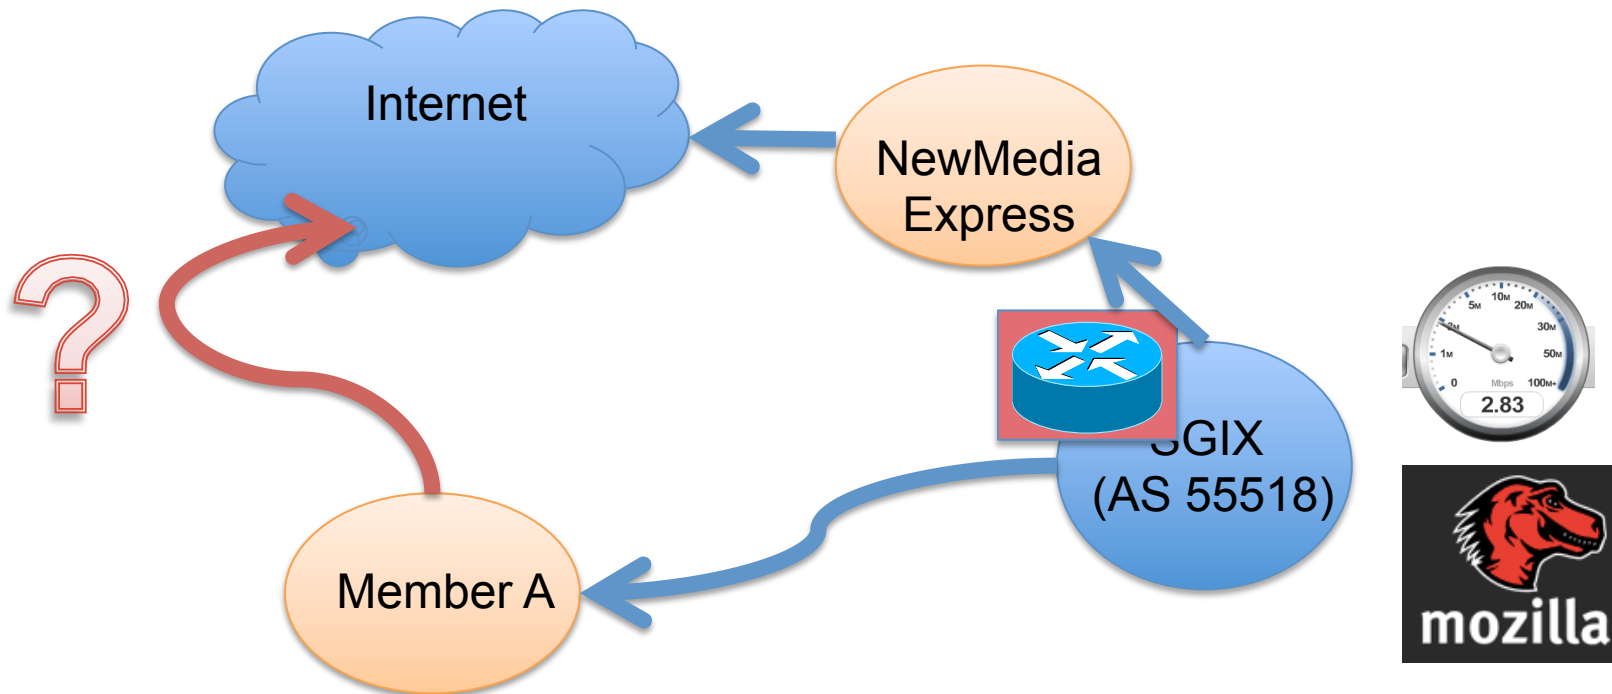 Internet
NewMedia
Express
?
5M
10M
20M
2M
30M
1M
50M
0
Mbps
100M+
2.83
SGIX
(AS 55518)
Member A
mozilla